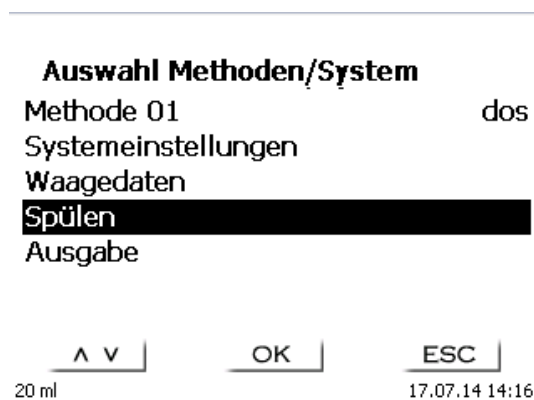 Auswahl Methoden/System
Methode 01 dos
Systemeinstellungen
Waagedaten
Spülen
Ausgabe
∧ ∨ OK ESC
20 ml 17.07.14 14:16